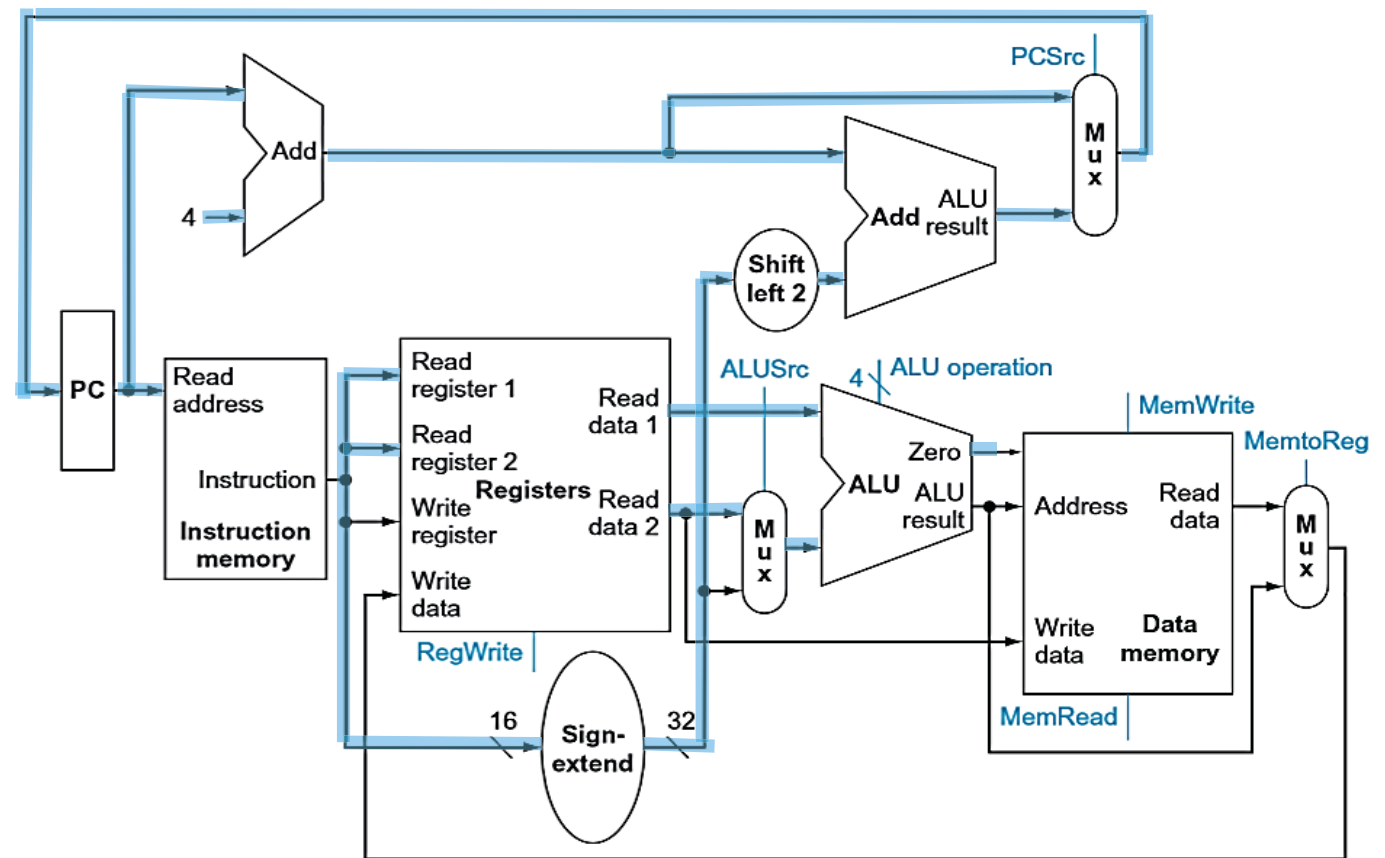 PCSrc
M
u
x
Add
4
Add
ALU
result
Shift
left 2
PC
Read
address
Instruction
Instruction
memory
Read
register 1
Read
register 2
Registers
Write
register
Write
data
Read
data 1
Read
data 2
RegWrite
16
Sign-
extend
32
ALUSrc
M
u
x
4
ALU operation
Zero
ALU
ALU
result
MemWrite
Address
Read
data
Write
data
Data
memory
MemRead
MemtoReg
M
u
x